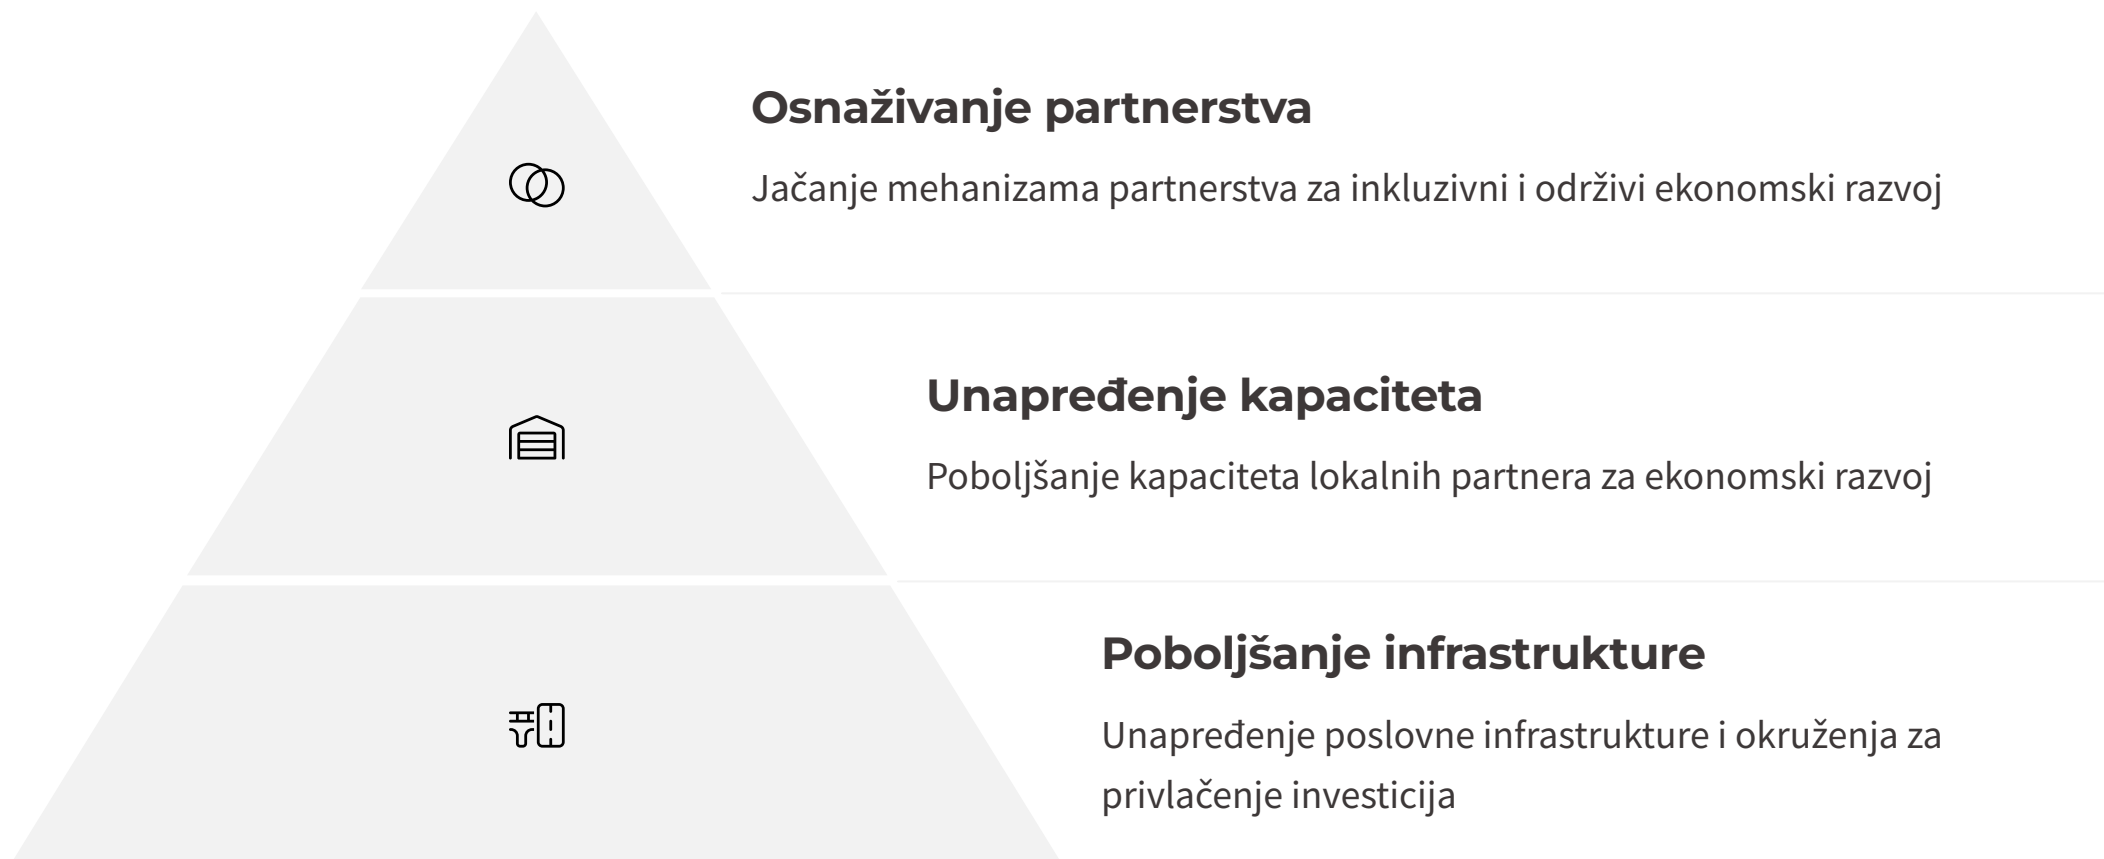 Osnaživanje partnerstva
Jačanje mehanizama partnerstva za inkluzivni i održivi ekonomski razvoj
Unapređenje kapaciteta
Poboljšanje kapaciteta lokalnih partnera za ekonomski razvoj
Poboljšanje infrastrukture
Unapređenje poslovne infrastrukture i okruženja za
privlačenje investicija